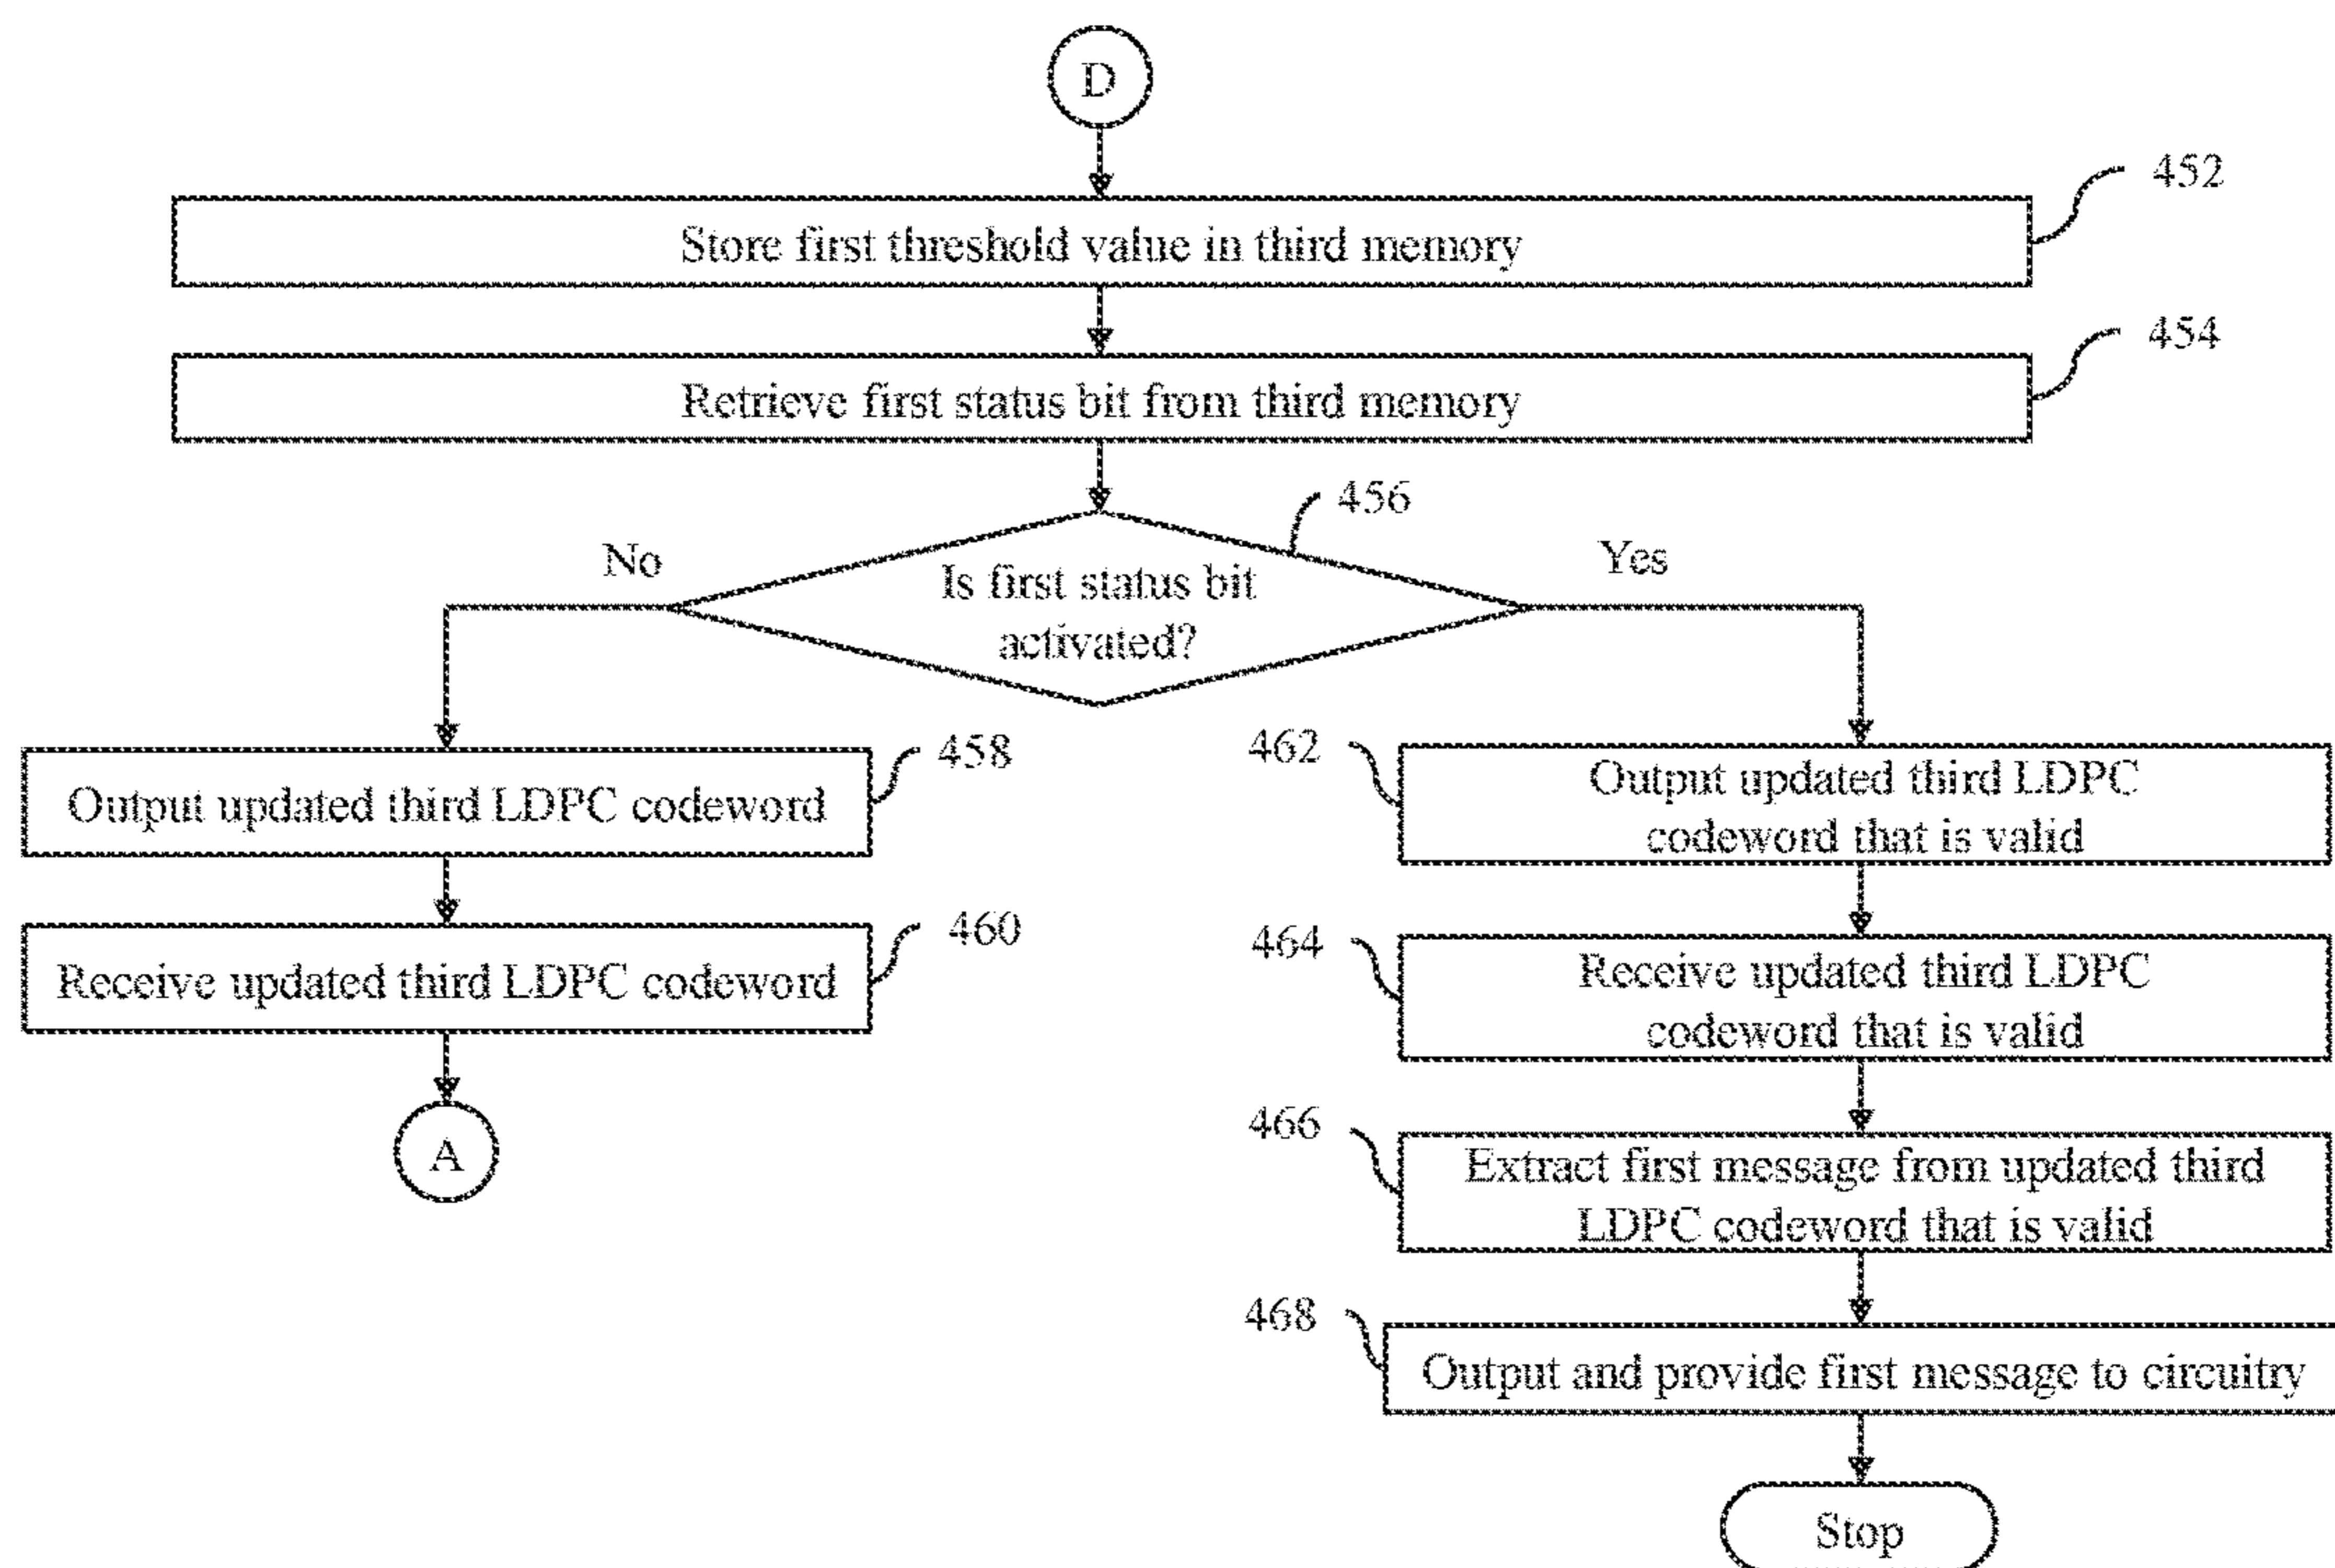 D
452
Store first threshold value in third memory
454
Retrieve first status bit from third memory
456
No
Yes
Is first status bit
activated?
458
Output updated third LDPC codeword
462
Output updated third LDPC
codeword that is valid
460
Receive updated third LDPC codeword
464
Receive updated third LDPC
codeword that is valid
A
466
Extract first message from updated third
LDPC codeword that is valid
468
Output and provide first message to circuitry
Stop